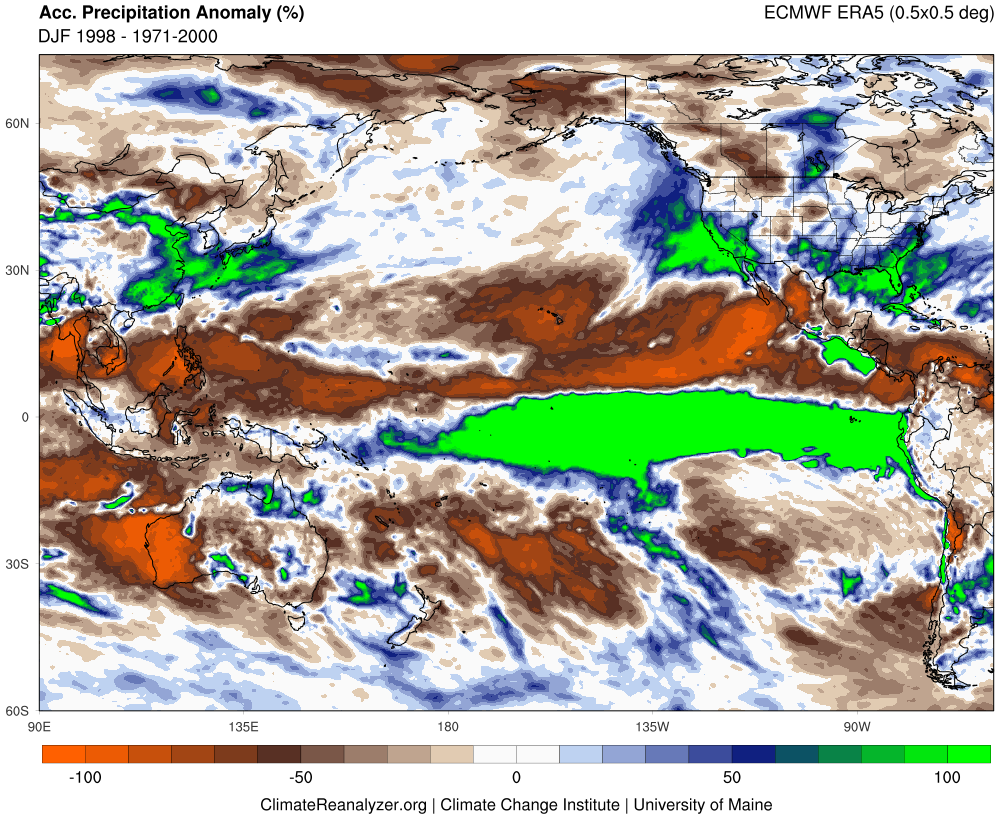 Acc. Precipitation Anomaly (%)
ECMWF ERA5 (0.5x0.5 deg)
DJF 1998 - 1971-2000
60N
30N
0
30S
60S
90E 135E 180 135W 90W
-100 -50 0 50 100
ClimateReanalyzer.org | Climate Change Institute | University of Maine